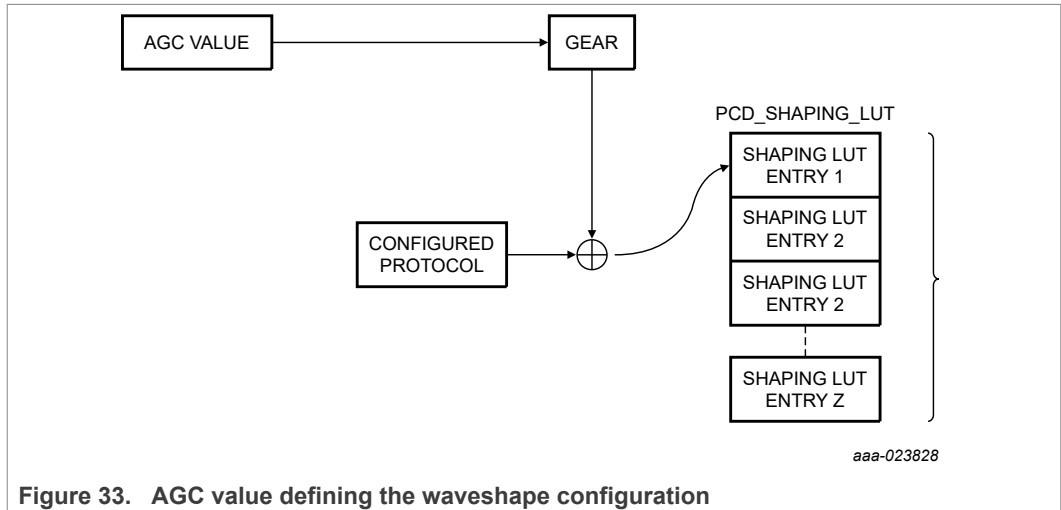 AGC VALUE
GEAR
PCD_SHAPING_LUT
SHAPING LUT
ENTRY 1
SHAPING LUT
ENTRY 2
CONFIGURED
PROTOCOL
SHAPING LUT
ENTRY 2
SHAPING LUT
ENTRY Z
aaa-023828
Figure 33. AGC value defining the waveshape configuration